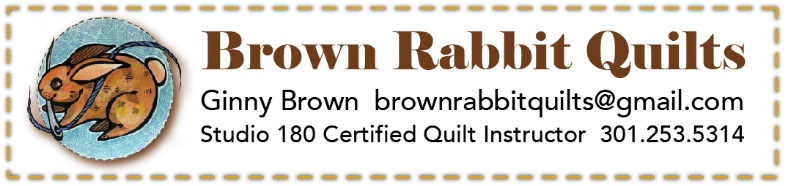 Brown Rabbit Quilts
Ginny Brown brownrabbitquilts@gmail.com
Studio 180 Certified Quilt Instructor 301.253.5314